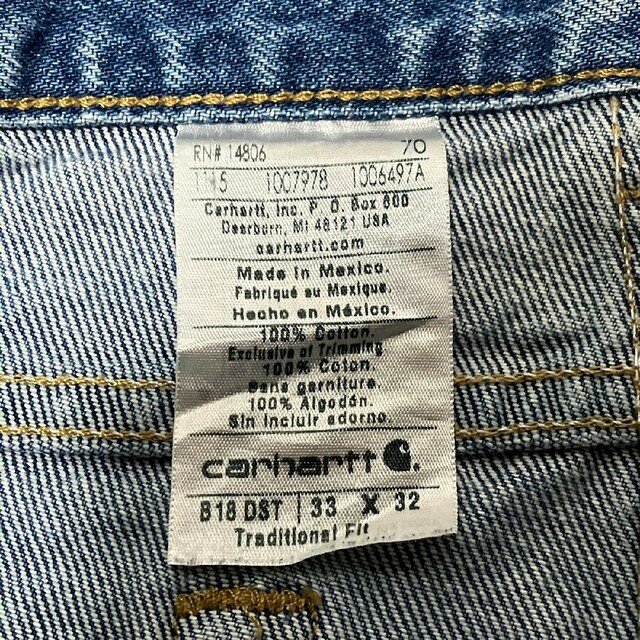 RN# 14806 70
1007978 1006497A
Carhartt, Inc. P. O. Box 600
Dearborn, MI 48121 USA
carhartt.com
Made in Mexico.
Fabriqué au Mexique.
Hecho en México.
100% Cotton.
Exclusive of Trimming
100% Coton.
Sans garniture.
100% Algodón.
Sin incluir adorno.
carhartt
B18 DST | 33 X 32
Traditional Fit